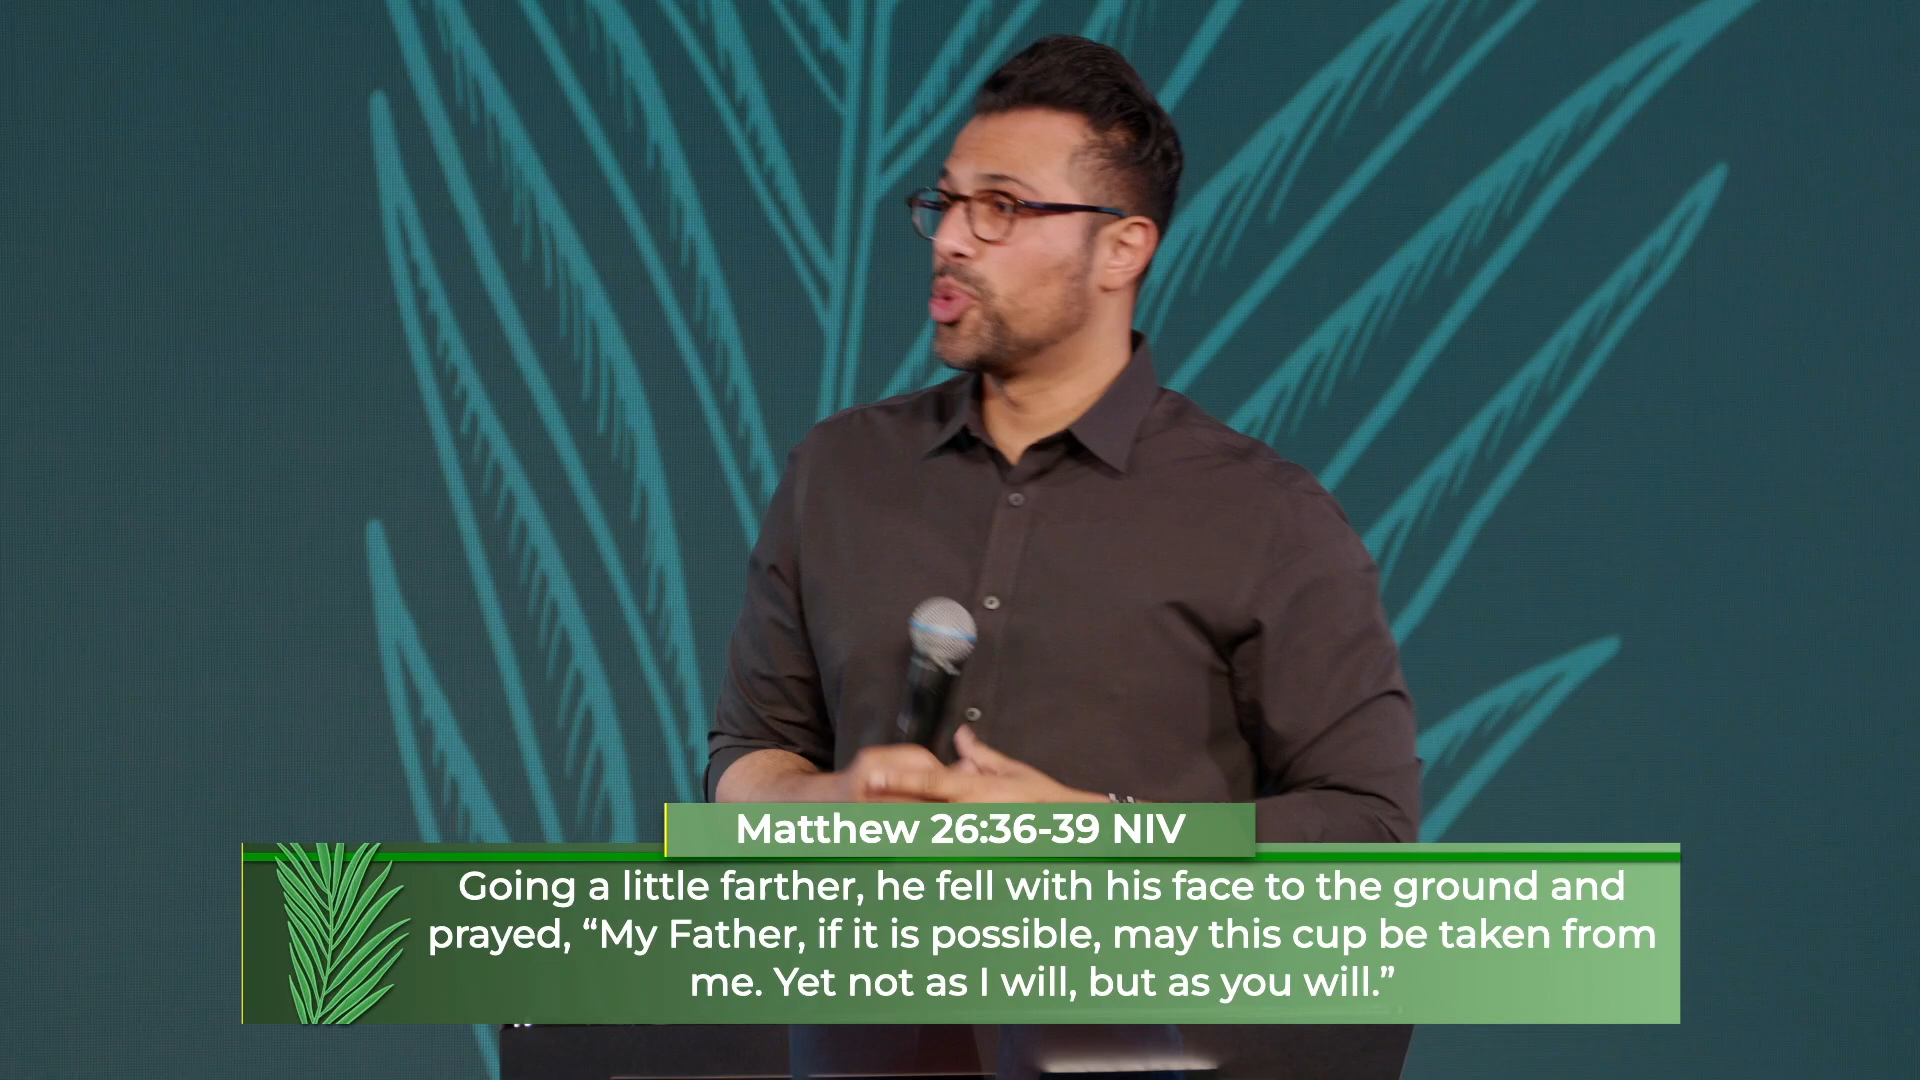 Matthew 26:36-39 NIV
Going a little farther, he fell with his face to the ground and
prayed, “My Father, if it is possible, may this cup be taken from
me. Yet not as I will, but as you will.”